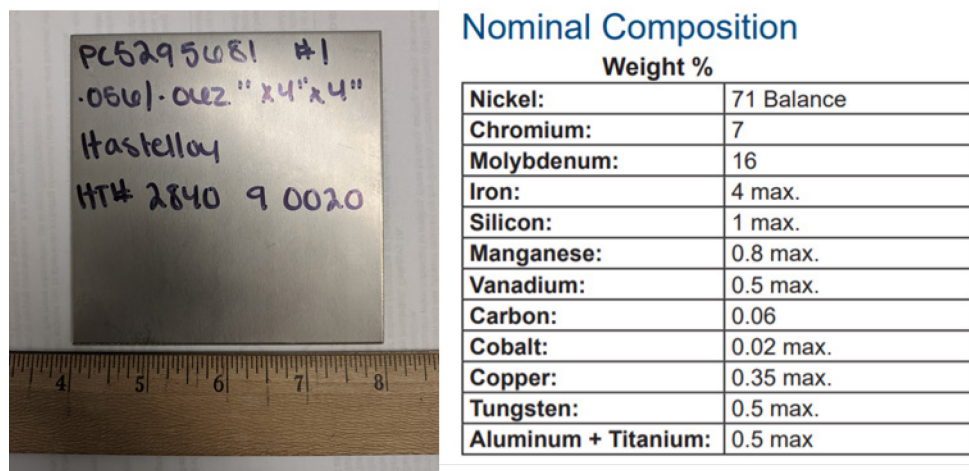 PC5295681 #1
.056/.062" x4"x4"
Hastelloy
HT# 2840 9 0020
4 5 6 7 8
Nominal Composition
Weight %
Nickel: 71 Balance
Chromium: 7
Molybdenum: 16
Iron: 4 max.
Silicon: 1 max.
Manganese: 0.8 max.
Vanadium: 0.5 max.
Carbon: 0.06
Cobalt: 0.02 max.
Copper: 0.35 max.
Tungsten: 0.5 max.
Aluminum + Titanium: 0.5 max